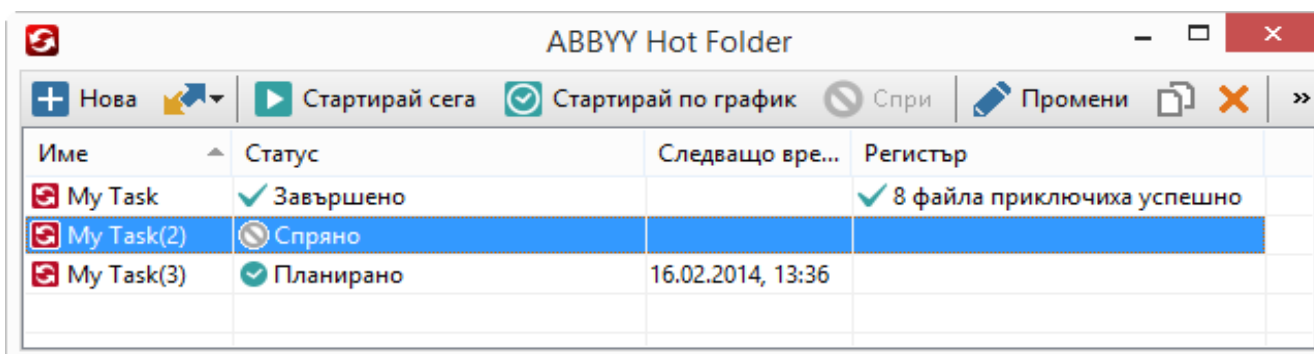 ABBYY Hot Folder
Нова Стартирай сега Стартирай по график Спри Промени »
Име Статус Следващо вре... Регистър
My Task Завършено 8 файла приключиха успешно
My Task(2) Спряно
My Task(3) Планирано 16.02.2014, 13:36